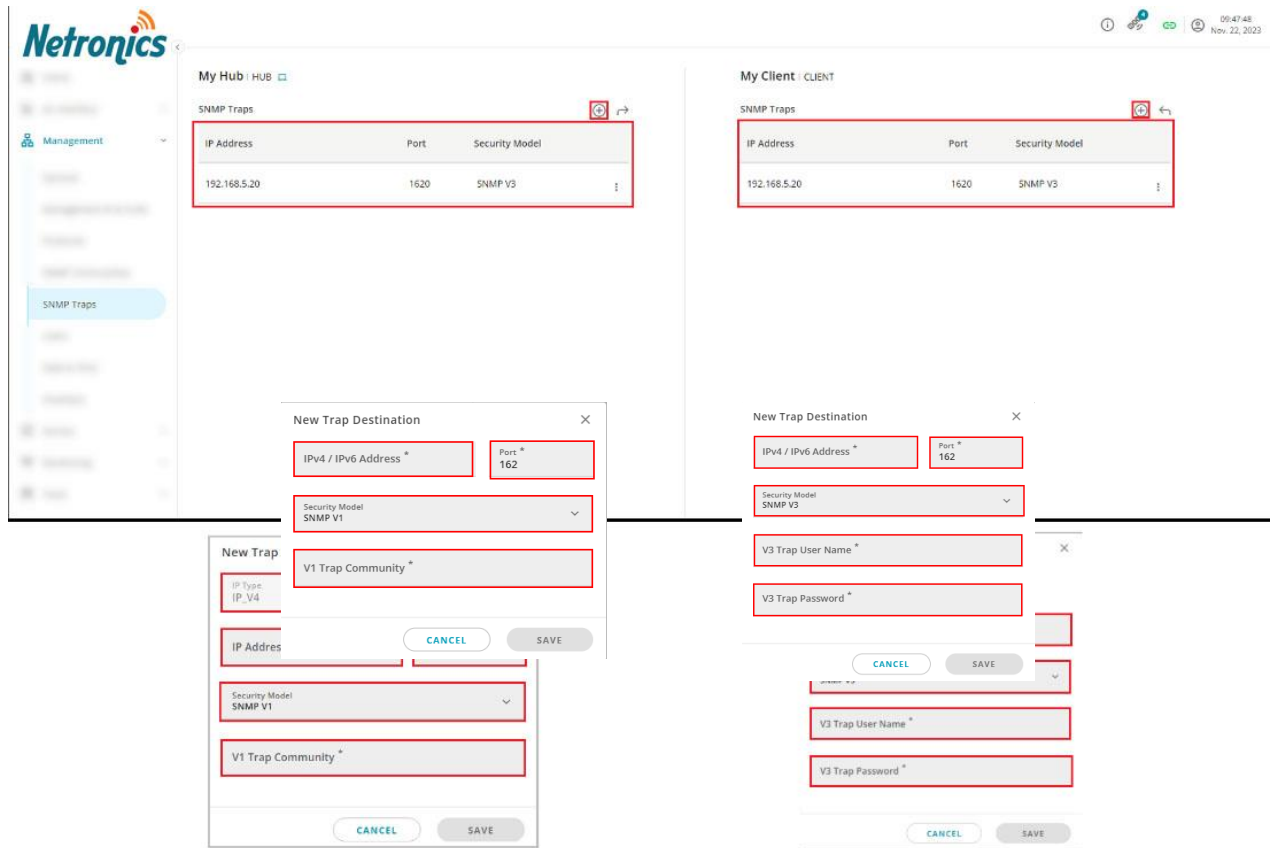 Netronics
09:47:48
Nov. 22, 2023
My Hub | HUB
My Client | CLIENT
SNMP Traps
SNMP Traps
Management
IP Address Port Security Model
IP Address Port Security Model
192.168.5.20 1620 SNMP V3
192.168.5.20 1620 SNMP V3
SNMP Traps
New Trap Destination
IPv4 / IPv6 Address *
Port *
162
Security Model
SNMP V1
V1 Trap Community *
CANCEL SAVE
New Trap Destination
IPv4 / IPv6 Address *
Port *
162
Security Model
SNMP V3
V3 Trap User Name *
V3 Trap Password *
CANCEL SAVE
New Trap
IP Type
IP_V4
IP Addres
Security Model
SNMP V1
V1 Trap Community *
CANCEL SAVE
V3 Trap User Name *
V3 Trap Password *
CANCEL SAVE